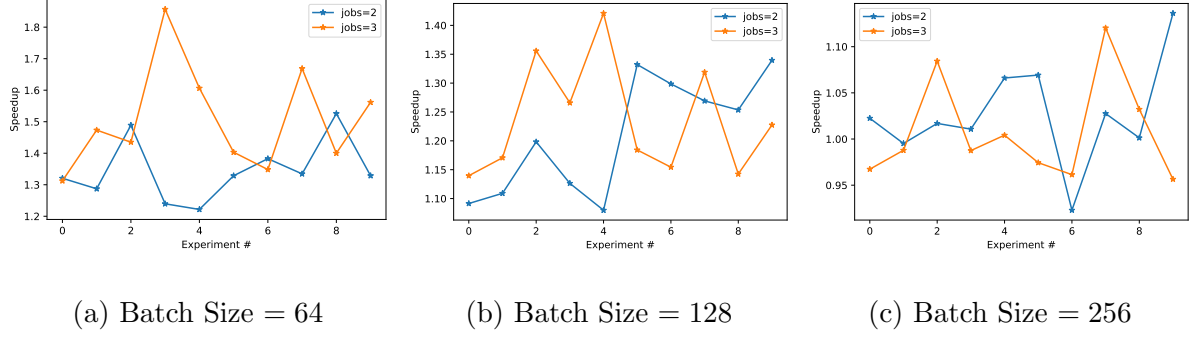 1.8
1.7
1.6
1.5
1.4
1.3
1.2
Speedup
0 2 4 6 8
Experiment #
jobs=2
jobs=3
(a) Batch Size = 64
1.40
1.35
1.30
1.25
1.20
1.15
1.10
Speedup
0 2 4 6 8
Experiment #
jobs=2
jobs=3
(b) Batch Size = 128
1.10
1.05
1.00
0.95
Speedup
0 2 4 6 8
Experiment #
jobs=2
jobs=3
(c) Batch Size = 256